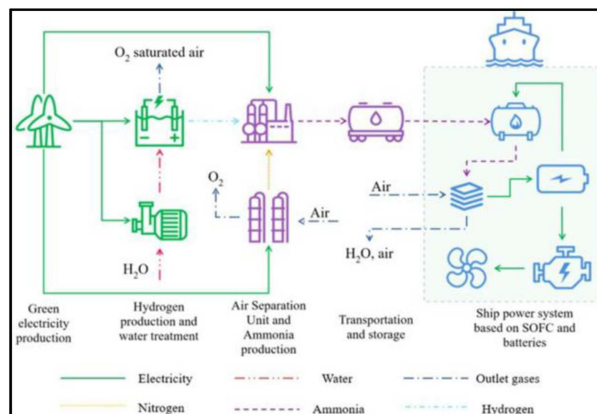 O₂ saturated air
O₂
Air
Air
H₂O, air
H₂O
Green
electricity
production
Hydrogen
production and
water treatment
Air Separation
Unit and
Ammonia
production
Transportation
and storage
Ship power system
based on SOFC and
batteries
Electricity
Water
Outlet gases
Nitrogen
Ammonia
Hydrogen